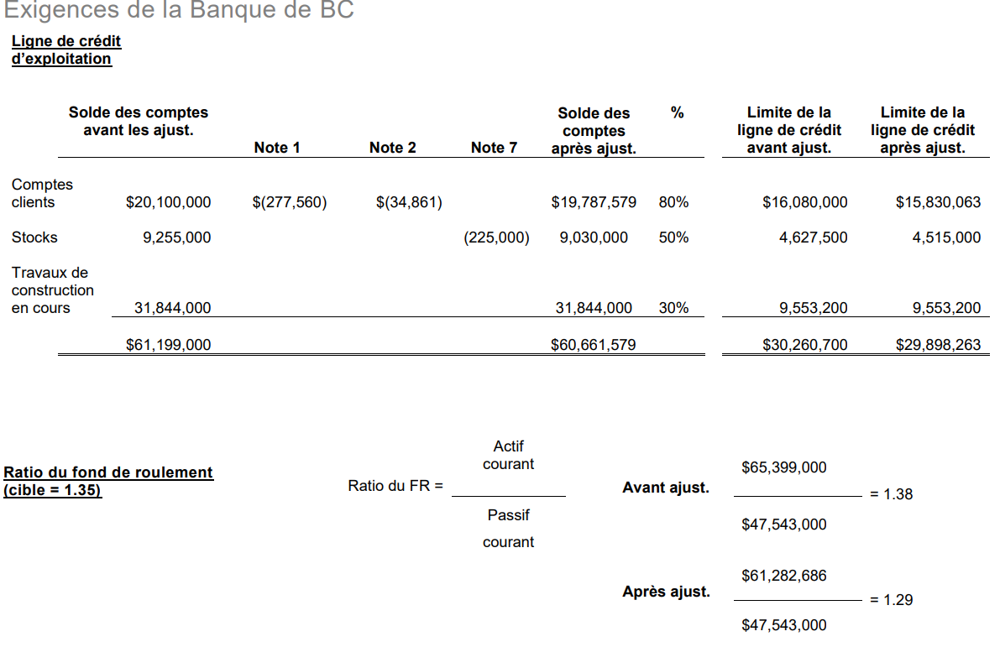 Exigences de la Banque de BC
Ligne de crédit
d’exploitation
Solde des comptes
avant les ajust.
Note 1
Note 2
Note 7
Solde des
comptes
après ajust.
%
Limite de la
ligne de crédit
avant ajust.
Limite de la
ligne de crédit
après ajust.
Comptes
clients $20,100,000 $(277,560) $(34,861) $19,787,579 80% $16,080,000 $15,830,063
Stocks 9,255,000 (225,000) 9,030,000 50% 4,627,500 4,515,000
Travaux de
construction
en cours 31,844,000 31,844,000 30% 9,553,200 9,553,200
$61,199,000 $60,661,579 $30,260,700 $29,898,263
Ratio du fond de roulement
(cible = 1.35)
Ratio du FR =
Actif
courant
Passif
courant
Avant ajust.
$65,399,000
= 1.38
$47,543,000
Après ajust.
$61,282,686
= 1.29
$47,543,000